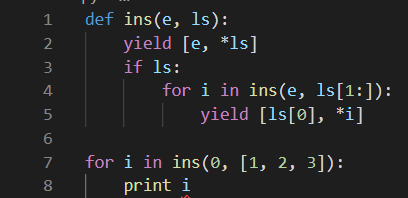 1 def ins(e, ls):
2     yield [e, *ls]
3     if ls:
4         for i in ins(e, ls[1:]):
5             yield [ls[0], *i]
6
7 for i in ins(0, [1, 2, 3]):
8     print i